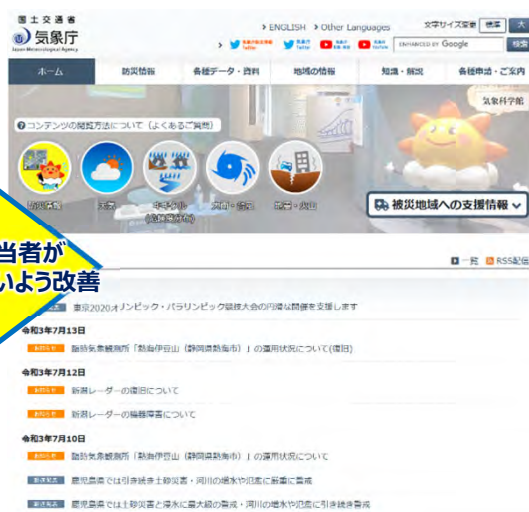 国土交通省
気象庁
Japan Meteorological Agency
ENGLISH Other Languages 文字サイズ変更 標準 大
ENHANCED BY Google 検索
ホーム 防災情報 各種データ・資料 地域の情報 知識・解説 各種申請・ご案内
気象科学館
コンテンツの閲覧方法について（よくあるご質問）
防災情報 天気 キキクル 地震・火山
被災地域への支援情報
当者が
いよう改善
一覧 RSS配信
東京2020オリンピック・パラリンピック競技大会の円滑な開催を支援します
令和3年7月13日
お知らせ 臨時気象観測所「熱海伊豆山（静岡県熱海市）」の運用状況について(復旧)
令和3年7月12日
お知らせ 新潟レーダーの復旧について
お知らせ 新潟レーダーの機器障害について
令和3年7月10日
お知らせ 臨時気象観測所「熱海伊豆山（静岡県熱海市）」の運用状況について
報道発表 鹿児島県では引き続き土砂災害・河川の増水や氾濫に厳重に警戒
報道発表 鹿児島県では土砂災害と浸水に最大級の警戒・河川の増水や氾濫に引き続き警戒